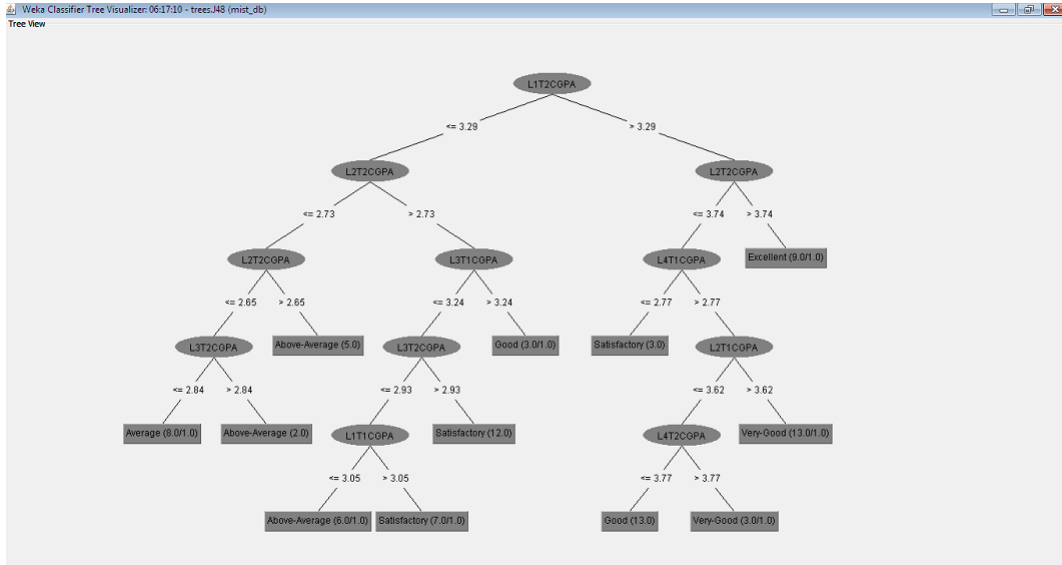 Weka Classifier Tree Visualizer: 06:17:10 - trees.J48 (mist_db)
Tree View
L1T2CGPA
<= 3.29 > 3.29
L2T2CGPA L2T2CGPA
<= 2.73 > 2.73 <= 3.74 > 3.74
L2T2CGPA L3T1CGPA L4T1CGPA Excellent (9.0/1.0)
<= 2.65 > 2.65 <= 3.24 > 3.24 <= 2.77 > 2.77
L3T2CGPA Above-Average (5.0) L3T2CGPA Good (3.0/1.0) Satisfactory (3.0) L2T1CGPA
<= 2.84 > 2.84 <= 2.93 > 2.93 <= 3.62 > 3.62
Average (8.0/1.0) Above-Average (2.0) L1T1CGPA Satisfactory (12.0) L4T2CGPA Very-Good (13.0/1.0)
<= 3.05 > 3.05 <= 3.77 > 3.77
Above-Average (6.0/1.0) Satisfactory (7.0/1.0) Good (13.0) Very-Good (3.0/1.0)